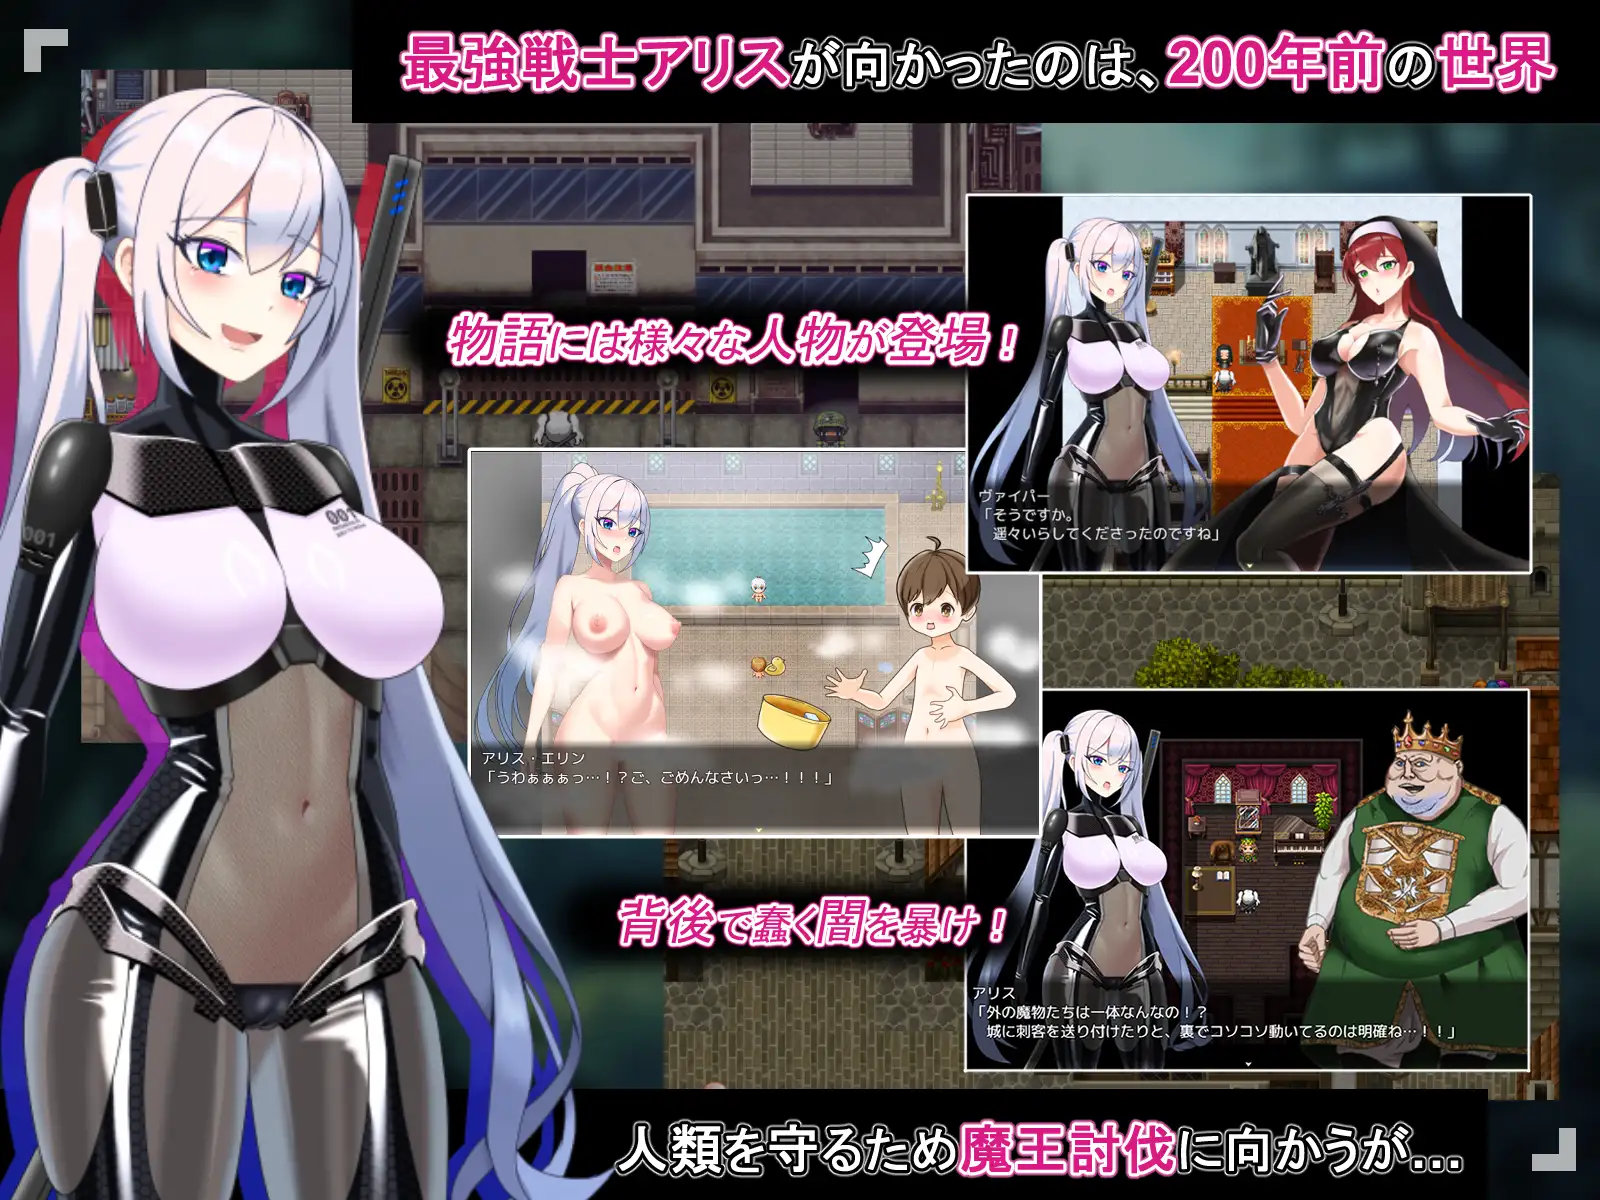 最強戦士アリスが向かったのは、200年前の世界
物語には様々な人物が登場！
001
001
ヴァイパー
「そうですか。
遥々いらしてくださったのですね」
アリス・エリン
「うわぁぁぁっ…！？ご、ごめんなさいっ…！！！」
背後で蠢く闇を暴け！
アリス
「外の魔物たちは一体なんなの！？
城に刺客を送り付けたりと、裏でコソコソ動いてるのは明確ね…！！」
人類を守るため魔王討伐に向かうが…